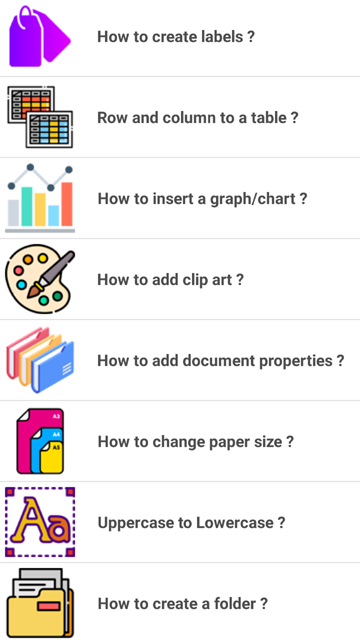 How to create labels ?
Row and column to a table ?
How to insert a graph/chart ?
How to add clip art ?
How to add document properties ?
A3
A4
A5
How to change paper size ?
Aa
Uppercase to Lowercase ?
How to create a folder ?